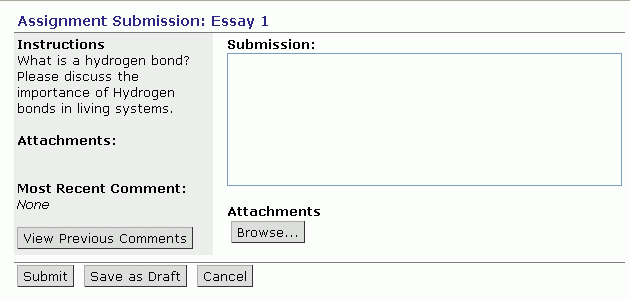 Assignment Submission: Essay 1
Instructions
What is a hydrogen bond?
Please discuss the
importance of Hydrogen
bonds in living systems.
Attachments:
Most Recent Comment:
None
View Previous Comments
Submission:
Attachments
Browse...
Submit
Save as Draft
Cancel